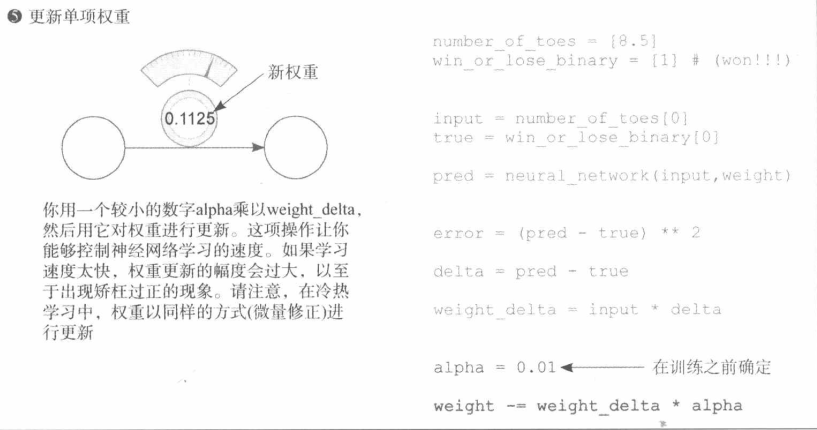 ❺ 更新单项权重
新权重
0.1125
你用一个较小的数字alpha乘以weight_delta，
然后用它对权重进行更新。这项操作让你
能够控制神经网络学习的速度。如果学习
速度太快，权重更新的幅度会过大，以至
于出现矫枉过正的现象。请注意，在冷热
学习中，权重以同样的方式(微量修正)进
行更新
number_of_toes = [8.5]
win_or_lose_binary = [1] # (won!!!)
input = number_of_toes[0]
true = win_or_lose_binary[0]
pred = neural_network(input,weight)
error = (pred - true) ** 2
delta = pred - true
weight_delta = input * delta
alpha = 0.01 在训练之前确定
weight -= weight_delta * alpha